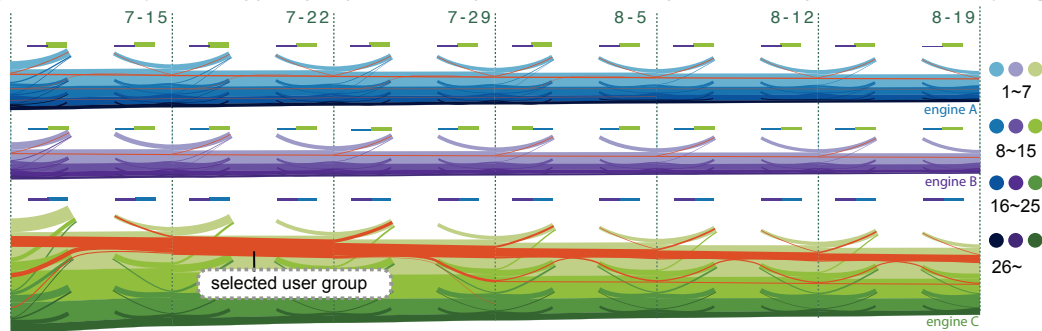 7-15 7-22 7-29 8-5 8-12 8-19
1~7
engine A
8~15
engine B
16~25
26~
selected user group
engine C